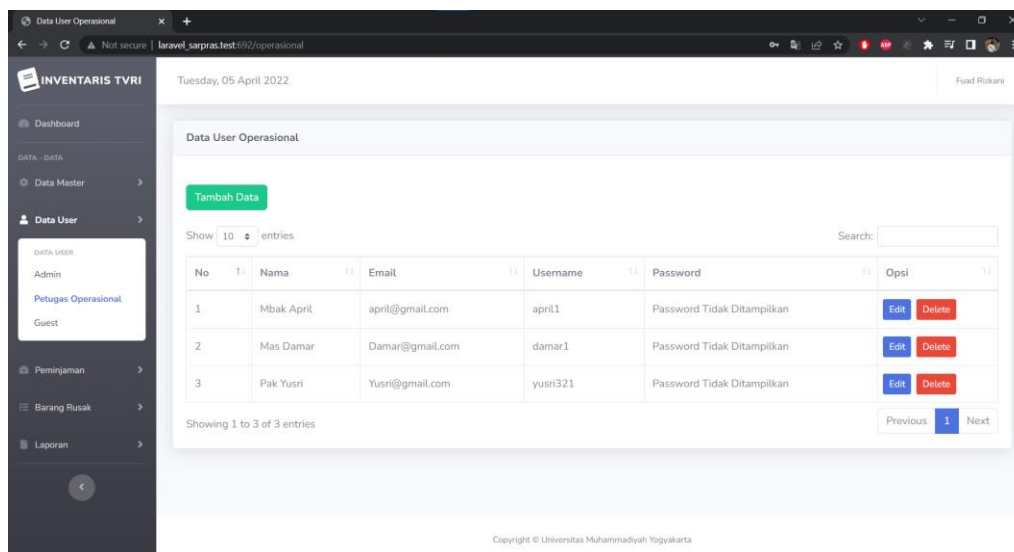 Data User Operasional
Not secure | laravel_sarpras.test:692/operasional
INVENTARIS TVRI
Tuesday, 05 April 2022
Fuad Rizkani
Dashboard
DATA - DATA
Data Master
Data User
DATA USER
Admin
Petugas Operasional
Guest
Peminjaman
Barang Rusak
Laporan
Data User Operasional
Tambah Data
Show 10 entries Search:
No Nama Email Username Password Opsi
1 Mbak April april@gmail.com april1 Password Tidak Ditampilkan Edit Delete
2 Mas Damar Damar@gmail.com damar1 Password Tidak Ditampilkan Edit Delete
3 Pak Yusri Yusri@gmail.com yusri321 Password Tidak Ditampilkan Edit Delete
Showing 1 to 3 of 3 entries Previous 1 Next
Copyright © Universitas Muhammadiyah Yogyakarta